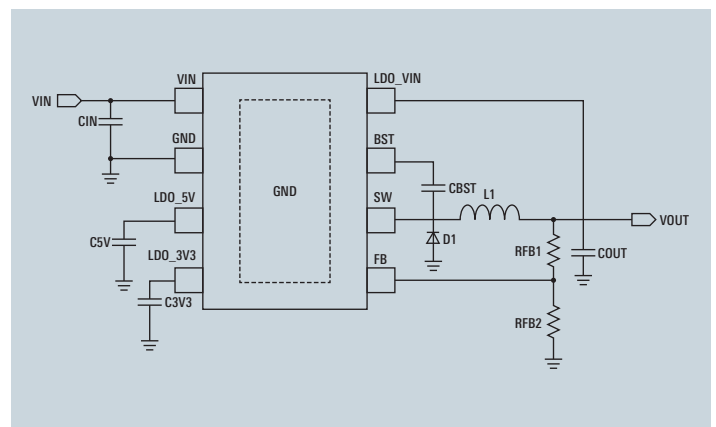 VIN
CIN
VIN
GND
LDO_5V
C5V
LDO_3V3
C3V3
GND
LDO_VIN
BST
CBST
SW
L1
D1
FB
VOUT
RFB1
COUT
RFB2